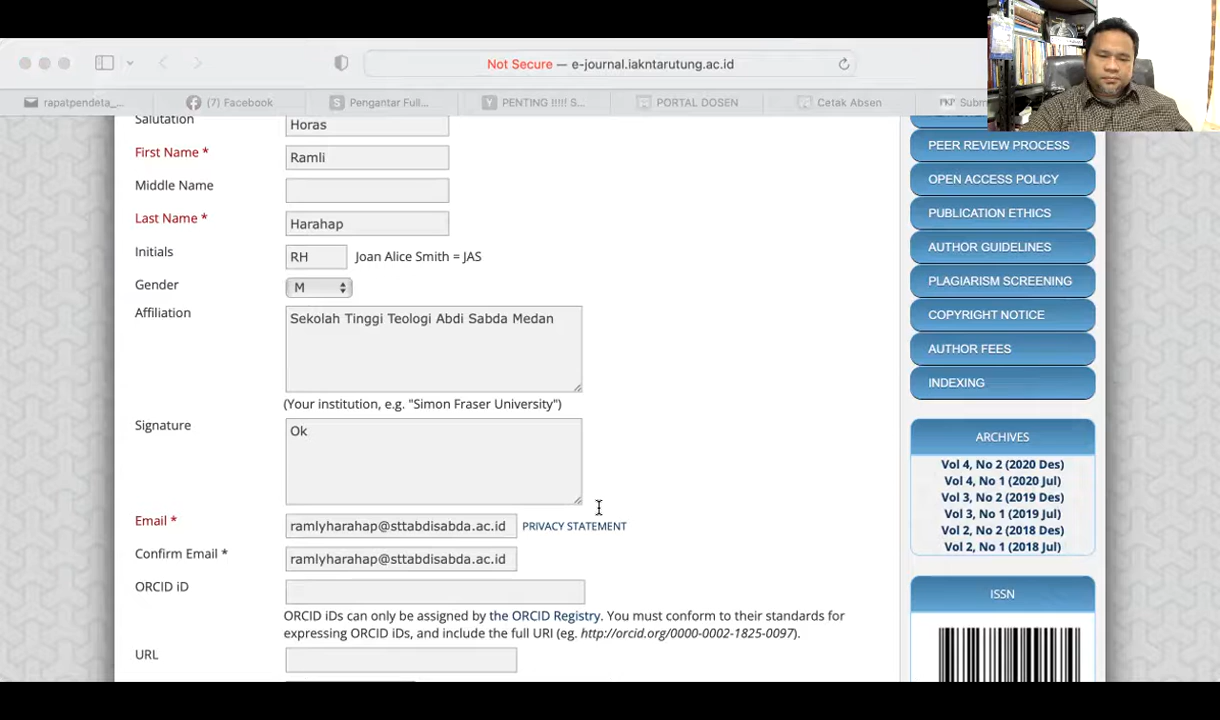 Not Secure — e-journal.iakntarutung.ac.id
rapatpendeta_...
(7) Facebook
Pengantar Full...
PENTING !!!!! S...
PORTAL DOSEN
Cetak Absen
Subm
Salutation
Horas
First Name *
Ramli
Middle Name
Last Name *
Harahap
Initials
RH
Joan Alice Smith = JAS
Gender
M
Affiliation
Sekolah Tinggi Teologi Abdi Sabda Medan
(Your institution, e.g. "Simon Fraser University")
Signature
Ok
Email *
ramlyharahap@sttabdisabda.ac.id
PRIVACY STATEMENT
Confirm Email *
ramlyharahap@sttabdisabda.ac.id
ORCID iD
ORCID iDs can only be assigned by the ORCID Registry. You must conform to their standards for
expressing ORCID iDs, and include the full URI (eg. http://orcid.org/0000-0002-1825-0097).
URL
PEER REVIEW PROCESS
OPEN ACCESS POLICY
PUBLICATION ETHICS
AUTHOR GUIDELINES
PLAGIARISM SCREENING
COPYRIGHT NOTICE
AUTHOR FEES
INDEXING
ARCHIVES
Vol 4, No 2 (2020 Des)
Vol 4, No 1 (2020 Jul)
Vol 3, No 2 (2019 Des)
Vol 3, No 1 (2019 Jul)
Vol 2, No 2 (2018 Des)
Vol 2, No 1 (2018 Jul)
ISSN